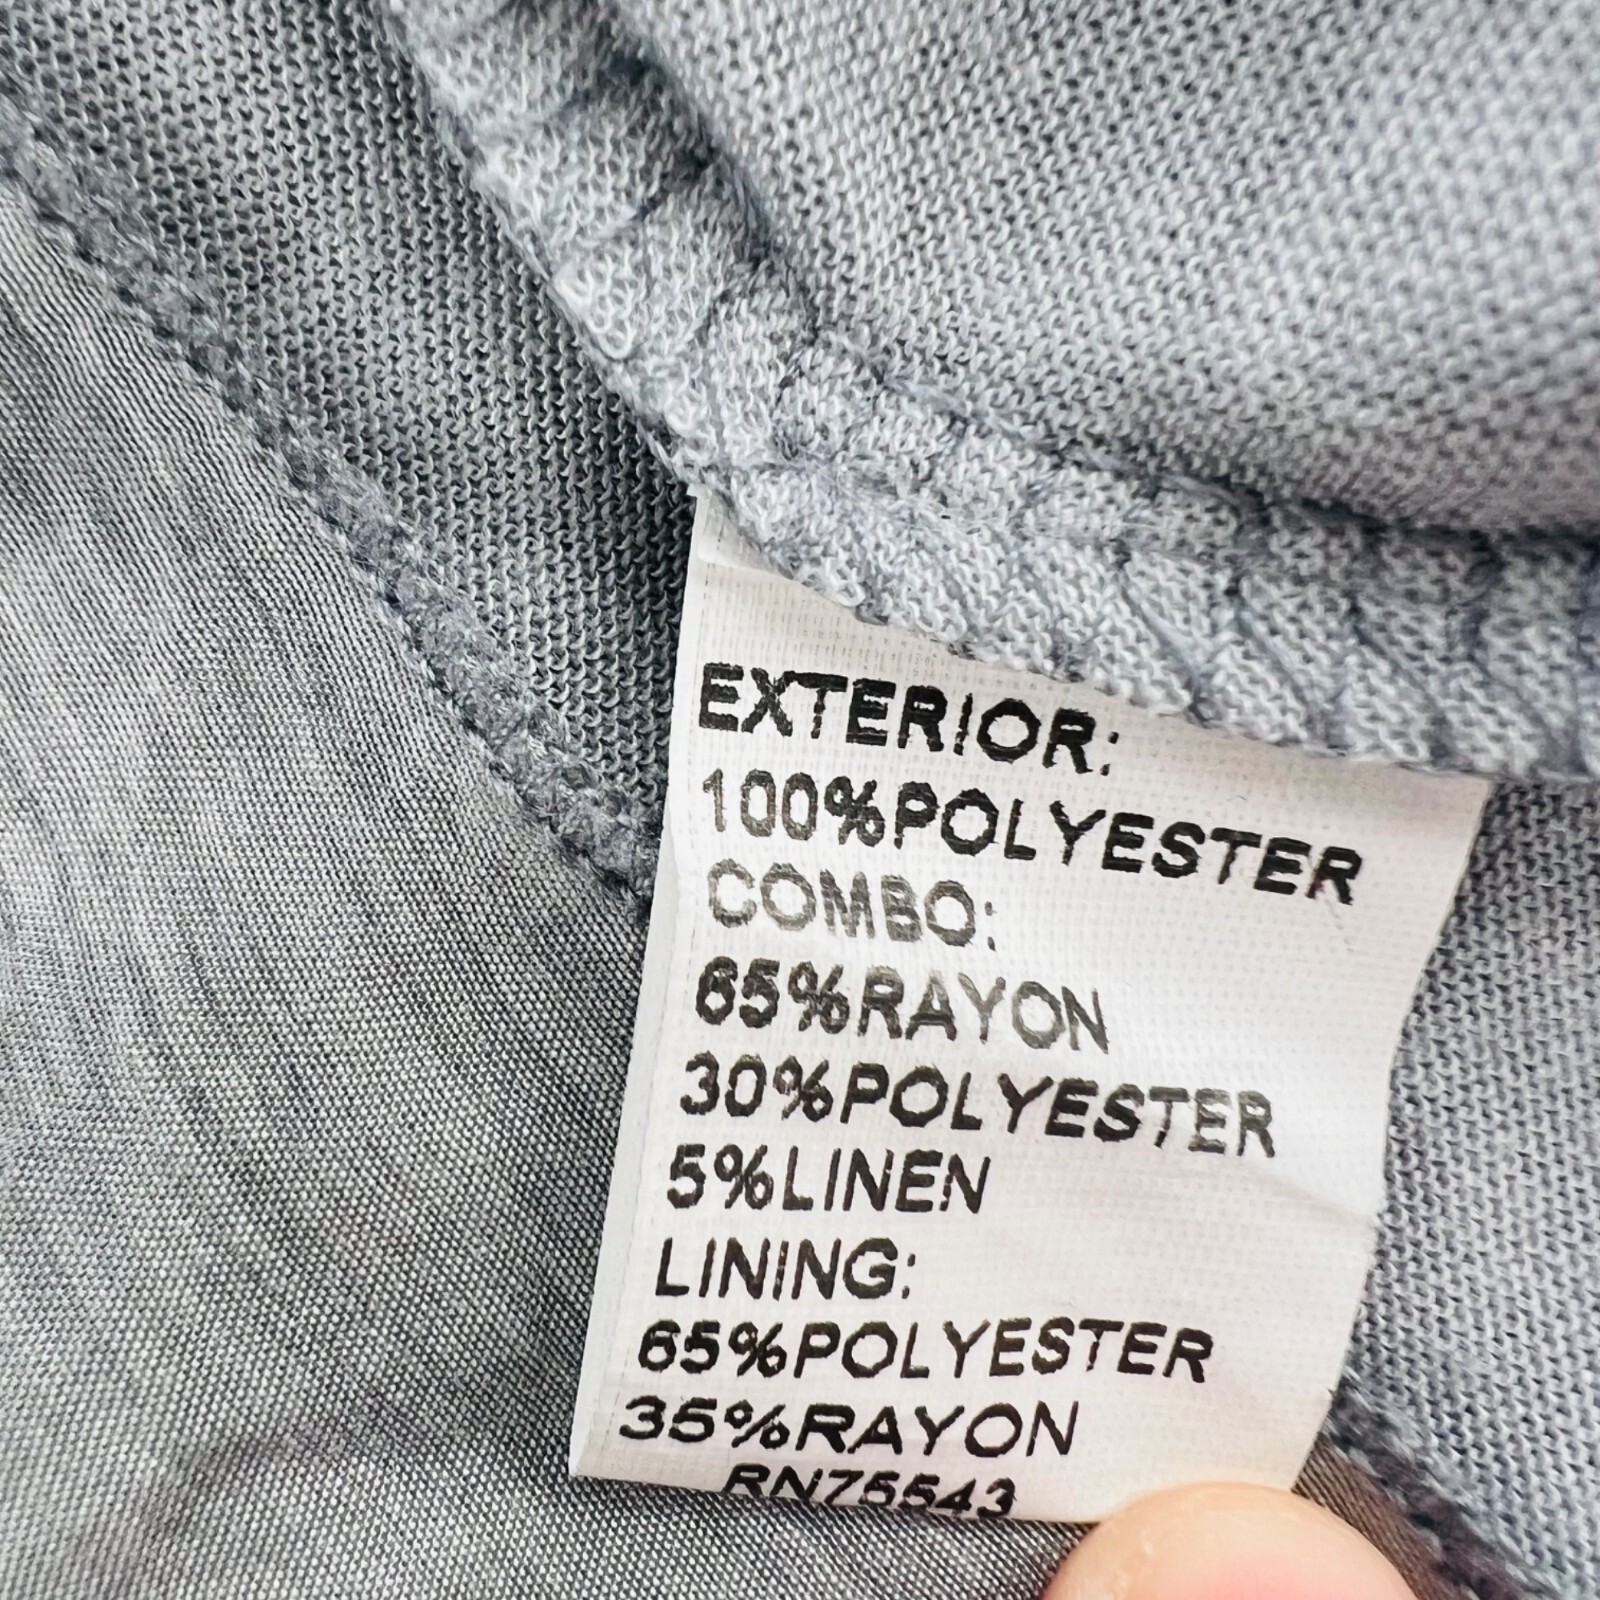 EXTERIOR:
100%POLYESTER
COMBO:
65%RAYON
30%POLYESTER
5%LINEN
LINING:
65%POLYESTER
35%RAYON
RN75543